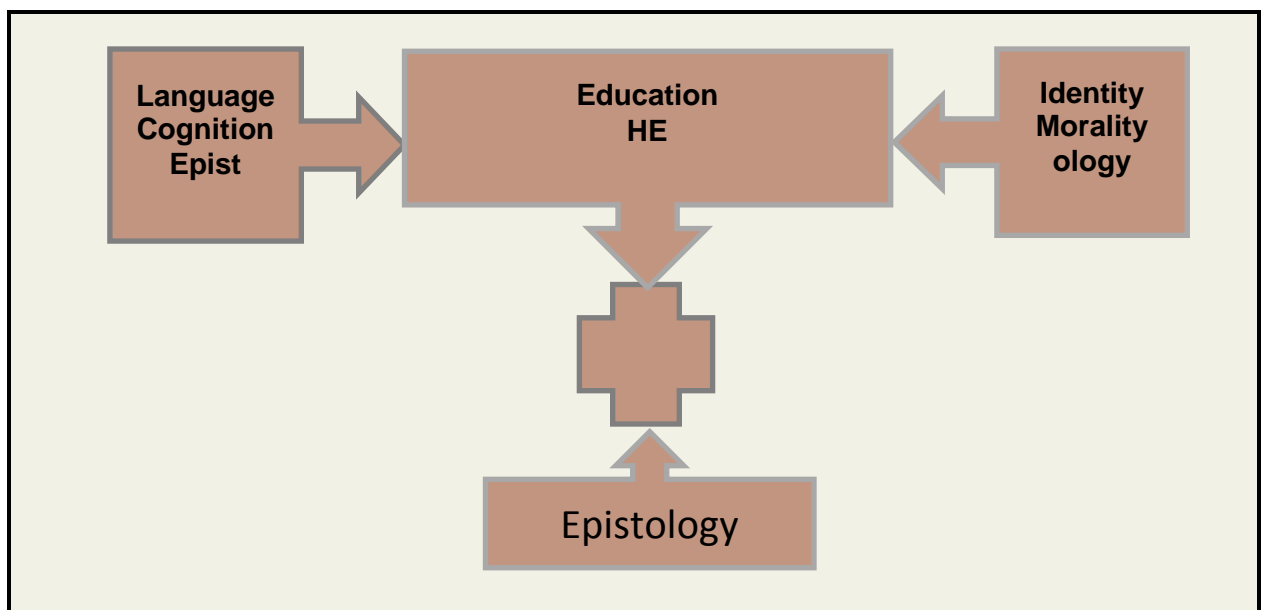 Language
Cognition
Epist
Education
HE
Identity
Morality
ology
Epistology